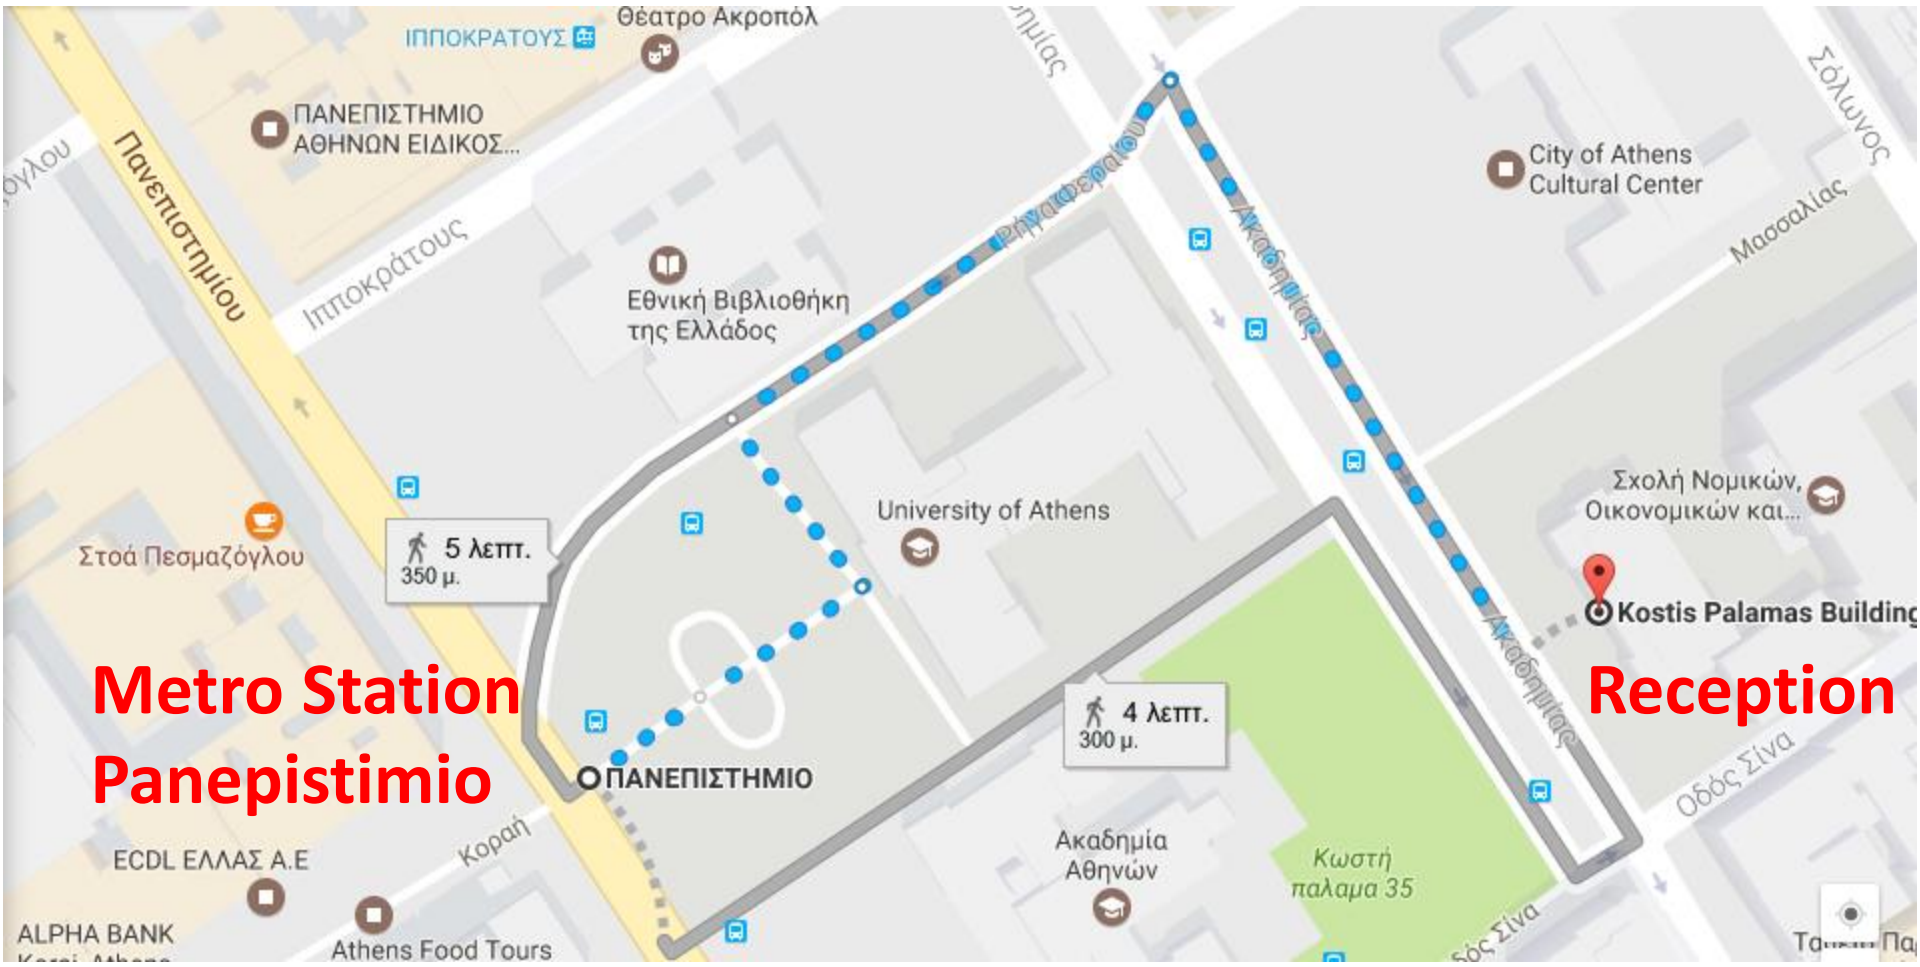 Θέατρο Ακροπόλ
ΙΠΠΟΚΡΑΤΟΥΣ
ΠΑΝΕΠΙΣΤΗΜΙΟ
ΑΘΗΝΩΝ ΕΙΔΙΚΟΣ...
Πανεπιστημίου
Ιπποκράτους
Σόλωνος
City of Athens
Cultural Center
Μασσαλίας
Ρήγα Φεραίου
Ακαδημίας
Εθνική Βιβλιοθήκη
της Ελλάδος
Στοά Πεσμαζόγλου
5 λεπτ.
350 μ.
University of Athens
Σχολή Νομικών,
Οικονομικών και...
Kostis Palamas Building
Metro Station
Panepistimio
Reception
ΠΑΝΕΠΙΣΤΗΜΙΟ
4 λεπτ.
300 μ.
Ακαδημίας
Οδός Σίνα
Κοραή
ECDL ΕΛΛΑΣ Α.Ε
Ακαδημία
Αθηνών
Κωστή
παλαμα 35
ALPHA BANK
Athens Food Tours
Σίνα